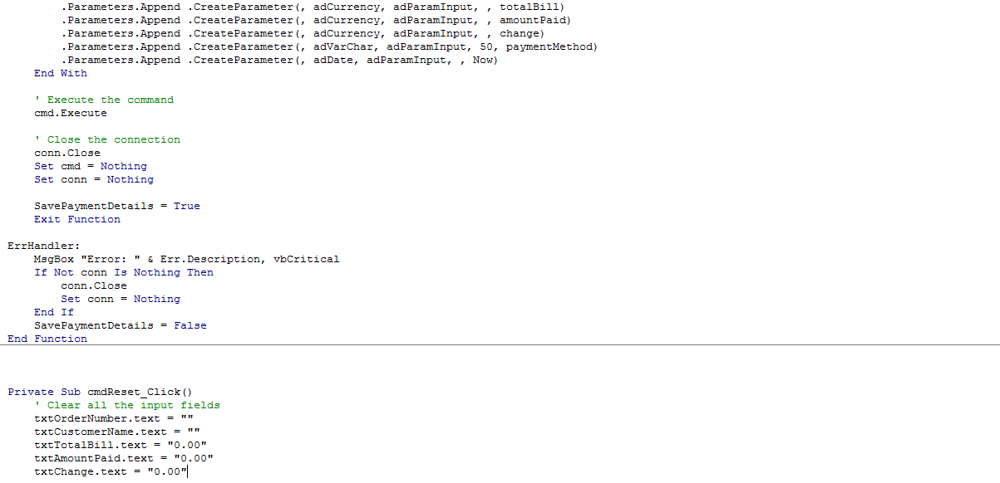 .Parameters.Append .CreateParameter(, adCurrency, adParamInput, , totalBill)
.Parameters.Append .CreateParameter(, adCurrency, adParamInput, , amountPaid)
.Parameters.Append .CreateParameter(, adCurrency, adParamInput, , change)
.Parameters.Append .CreateParameter(, adVarChar, adParamInput, 50, paymentMethod)
.Parameters.Append .CreateParameter(, adDate, adParamInput, , Now)
End With
' Execute the command
cmd.Execute
' Close the connection
conn.Close
Set cmd = Nothing
Set conn = Nothing
SavePaymentDetails = True
Exit Function
ErrHandler:
MsgBox "Error: " & Err.Description, vbCritical
If Not conn Is Nothing Then
conn.Close
Set conn = Nothing
End If
SavePaymentDetails = False
End Function
Private Sub cmdReset_Click()
' Clear all the input fields
txtOrderNumber.text = ""
txtCustomerName.text = ""
txtTotalBill.text = "0.00"
txtAmountPaid.text = "0.00"
txtChange.text = "0.00"